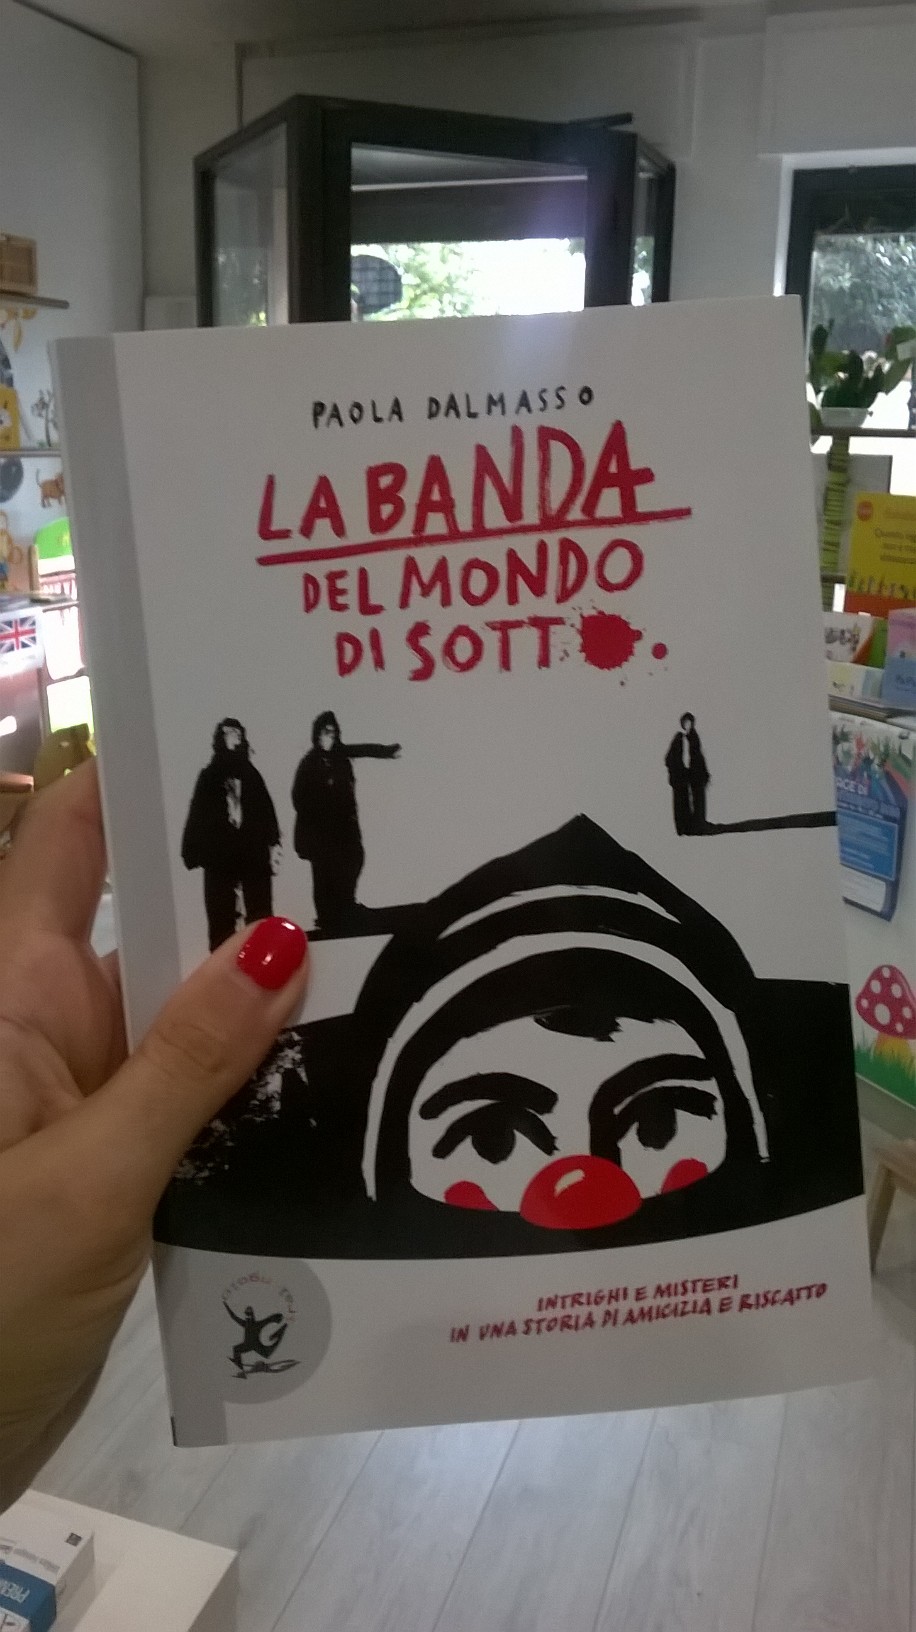 PAOLA DALMASSO
LA BANDA
DEL MONDO
DI SOTTO.
INTRIGHI E MISTERI
IN UNA STORIA DI AMICIZIA E RISCATTO